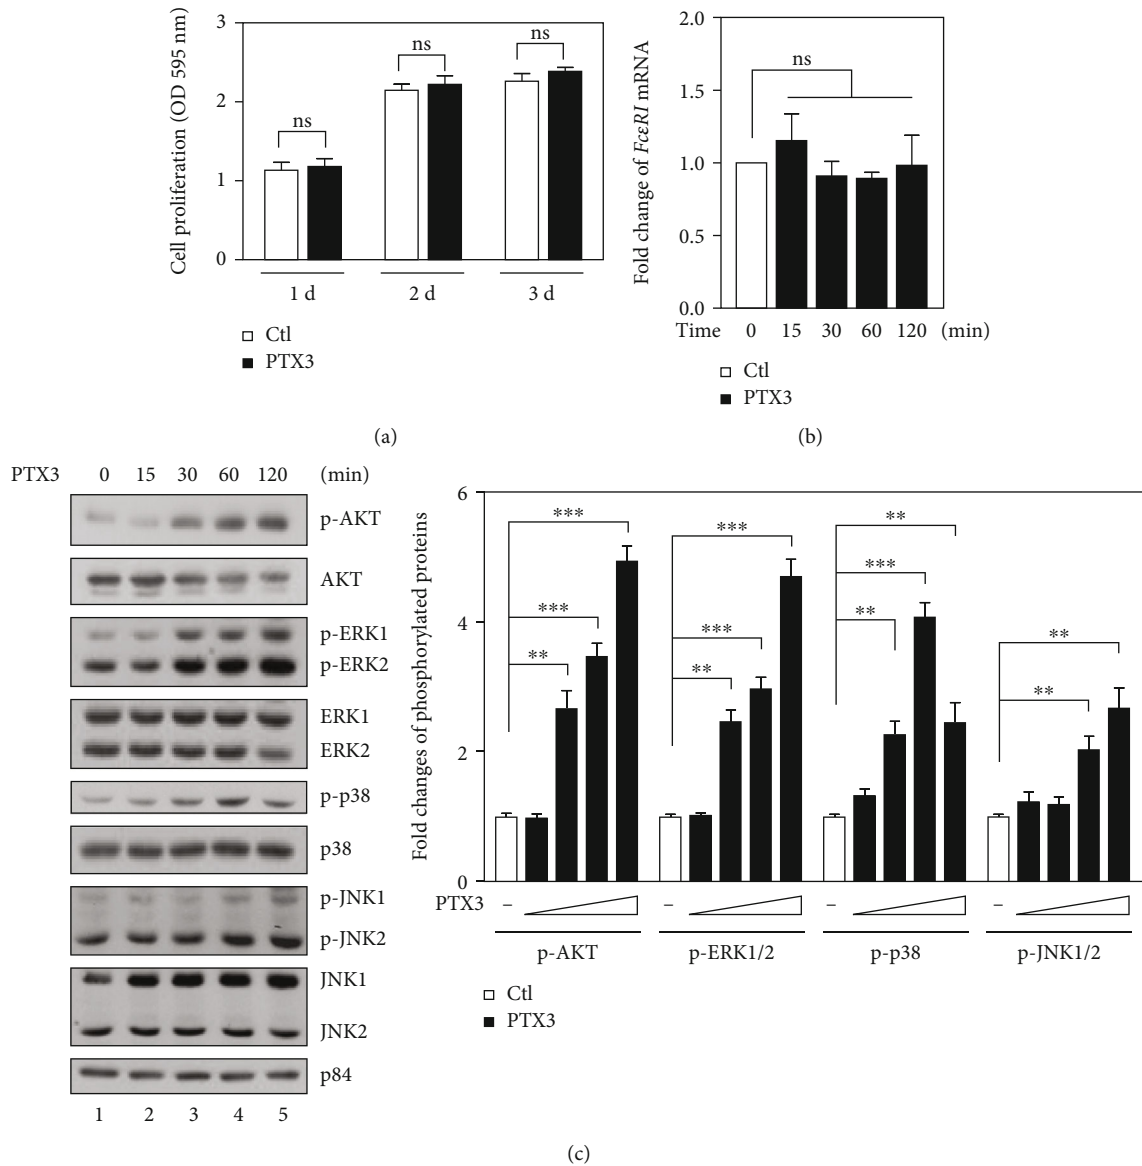 3
2
1
0
Cell proliferation (OD 595 nm)
ns
ns
ns
1 d
2 d
3 d
Ctl
PTX3
(a)
2.0
1.5
1.0
0.5
0.0
Fold change of FcεRI mRNA
ns
Time 0 15 30 60 120 (min)
Ctl
PTX3
(b)
PTX3 0 15 30 60 120 (min)
p-AKT
AKT
p-ERK1
p-ERK2
ERK1
ERK2
p-p38
p38
p-JNK1
p-JNK2
JNK1
JNK2
p84
1 2 3 4 5
6
4
2
0
Fold changes of phosphorylated proteins
***
***
**
***
***
**
**
***
**
**
**
PTX3 – – – –
p-AKT
p-ERK1/2
p-p38
p-JNK1/2
Ctl
PTX3
(c)